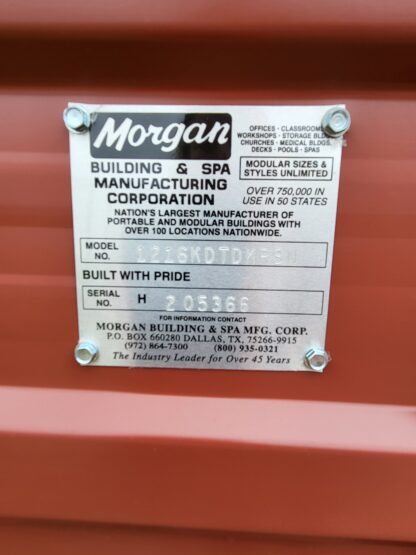 Morgan
OFFICES - CLASSROOMS
WORKSHOPS - STORAGE BLDG
CHURCHES - MEDICAL BLDGS.
DECKS - POOLS - SPAS
BUILDING & SPA
MANUFACTURING
CORPORATION
MODULAR SIZES &
STYLES UNLIMITED
OVER 750,000 IN
USE IN 50 STATES
NATION'S LARGEST MANUFACTURER OF
PORTABLE AND MODULAR BUILDINGS WITH
OVER 100 LOCATIONS NATIONWIDE.
MODEL
NO.
BUILT WITH PRIDE
SERIAL
NO.
H 205366
FOR INFORMATION CONTACT
MORGAN BUILDING & SPA MFG. CORP.
P.O. BOX 660280 DALLAS, TX, 75266-9915
(972) 864-7300 (800) 935-0321
The Industry Leader for Over 45 Years